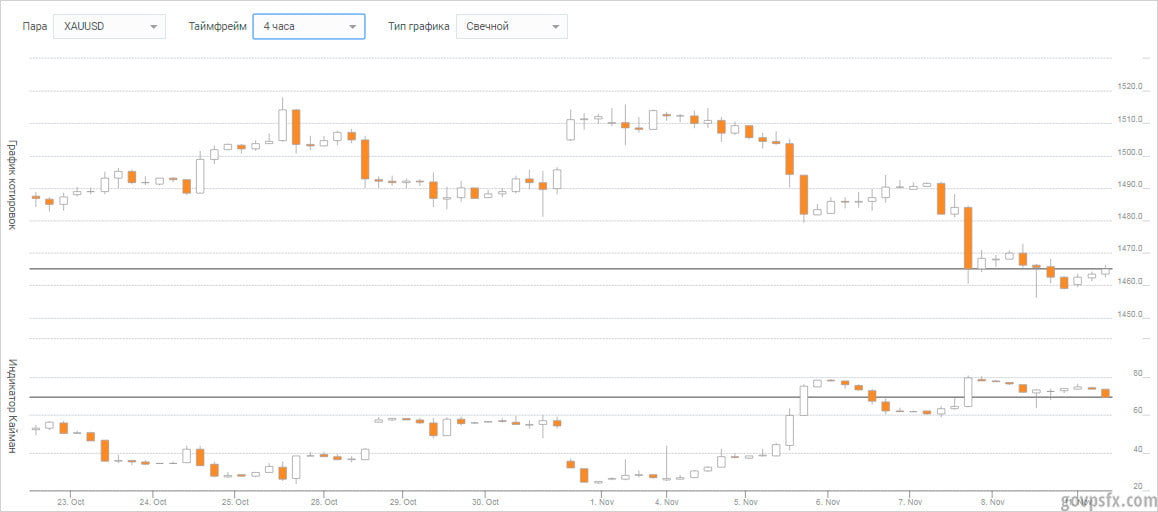 Пара XAUUSD Таймфрейм 4 часа Тип графика Свечной
График котировок
1520.0
1510.0
1500.0
1490.0
1480.0
1470.0
1460.0
1450.0
Индикатор Кайман
80
60
40
20
23. Oct 24. Oct 25. Oct 28. Oct 29. Oct 30. Oct 1. Nov 4. Nov 5. Nov 6. Nov 7. Nov 8. Nov 11. Nov
govpsfx.com